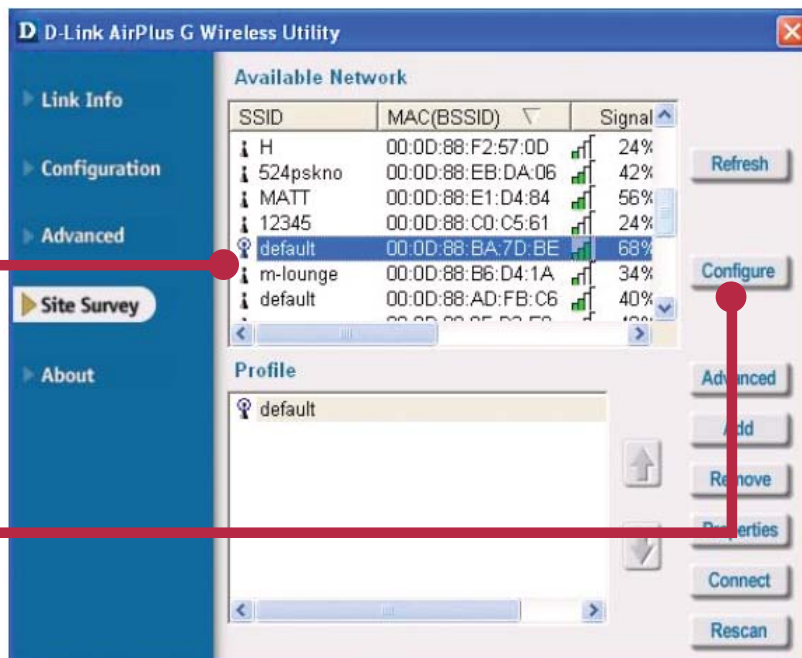 D D-Link AirPlus G Wireless Utility
Link Info
Configuration
Advanced
Site Survey
About
Available Network
SSID MAC(BSSID) Signal
H 00:0D:88:F2:57:0D 24%
524pskno 00:0D:88:EB:DA:06 42%
MATT 00:0D:88:E1:D4:84 56%
12345 00:0D:88:C0:C5:61 24%
default 00:0D:88:BA:7D:BE 68%
m-lounge 00:0D:88:B6:D4:1A 34%
default 00:0D:88:AD:FB:C6 40%
Refresh
Configure
Profile
default
Advanced
Add
Remove
Properties
Connect
Rescan